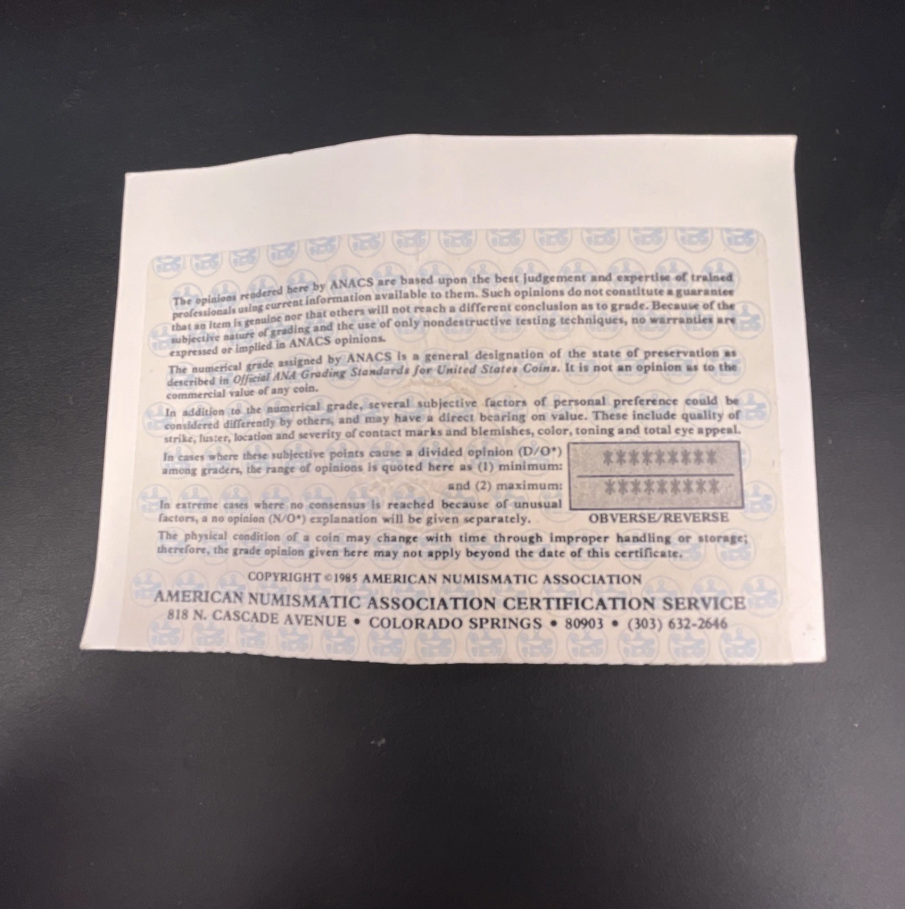 The opinions rendered here by ANACS are based upon the best judgement and expertise of trained
professionals using current information available to them. Such opinions do not constitute a guarantee
that an item is genuine nor that others will not reach a different conclusion as to grade. Because of the
subjective nature of grading and the use of only nondestructive testing techniques, no warranties are
expressed or implied in ANACS opinions.
The numerical grade assigned by ANACS is a general designation of the state of preservation as
described in Official ANA Grading Standards for United States Coins. It is not an opinion as to the
commercial value of any coin.
In addition to the numerical grade, several subjective factors of personal preference could be
considered differently by others, and may have a direct bearing on value. These include quality of
strike, luster, location and severity of contact marks and blemishes, color, toning and total eye appeal.
In cases where these subjective points cause a divided opinion (D/O*)
among graders, the range of opinions is quoted here as (1) minimum:
*********
and (2) maximum:
*********
In extreme cases where no consensus is reached because of unusual
factors, a no opinion (N/O*) explanation will be given separately.
OBVERSE/REVERSE
The physical condition of a coin may change with time through improper handling or storage;
therefore, the grade opinion given here may not apply beyond the date of this certificate.
COPYRIGHT ©1985 AMERICAN NUMISMATIC ASSOCIATION
AMERICAN NUMISMATIC ASSOCIATION CERTIFICATION SERVICE
818 N. CASCADE AVENUE • COLORADO SPRINGS • 80903 • (303) 632-2646